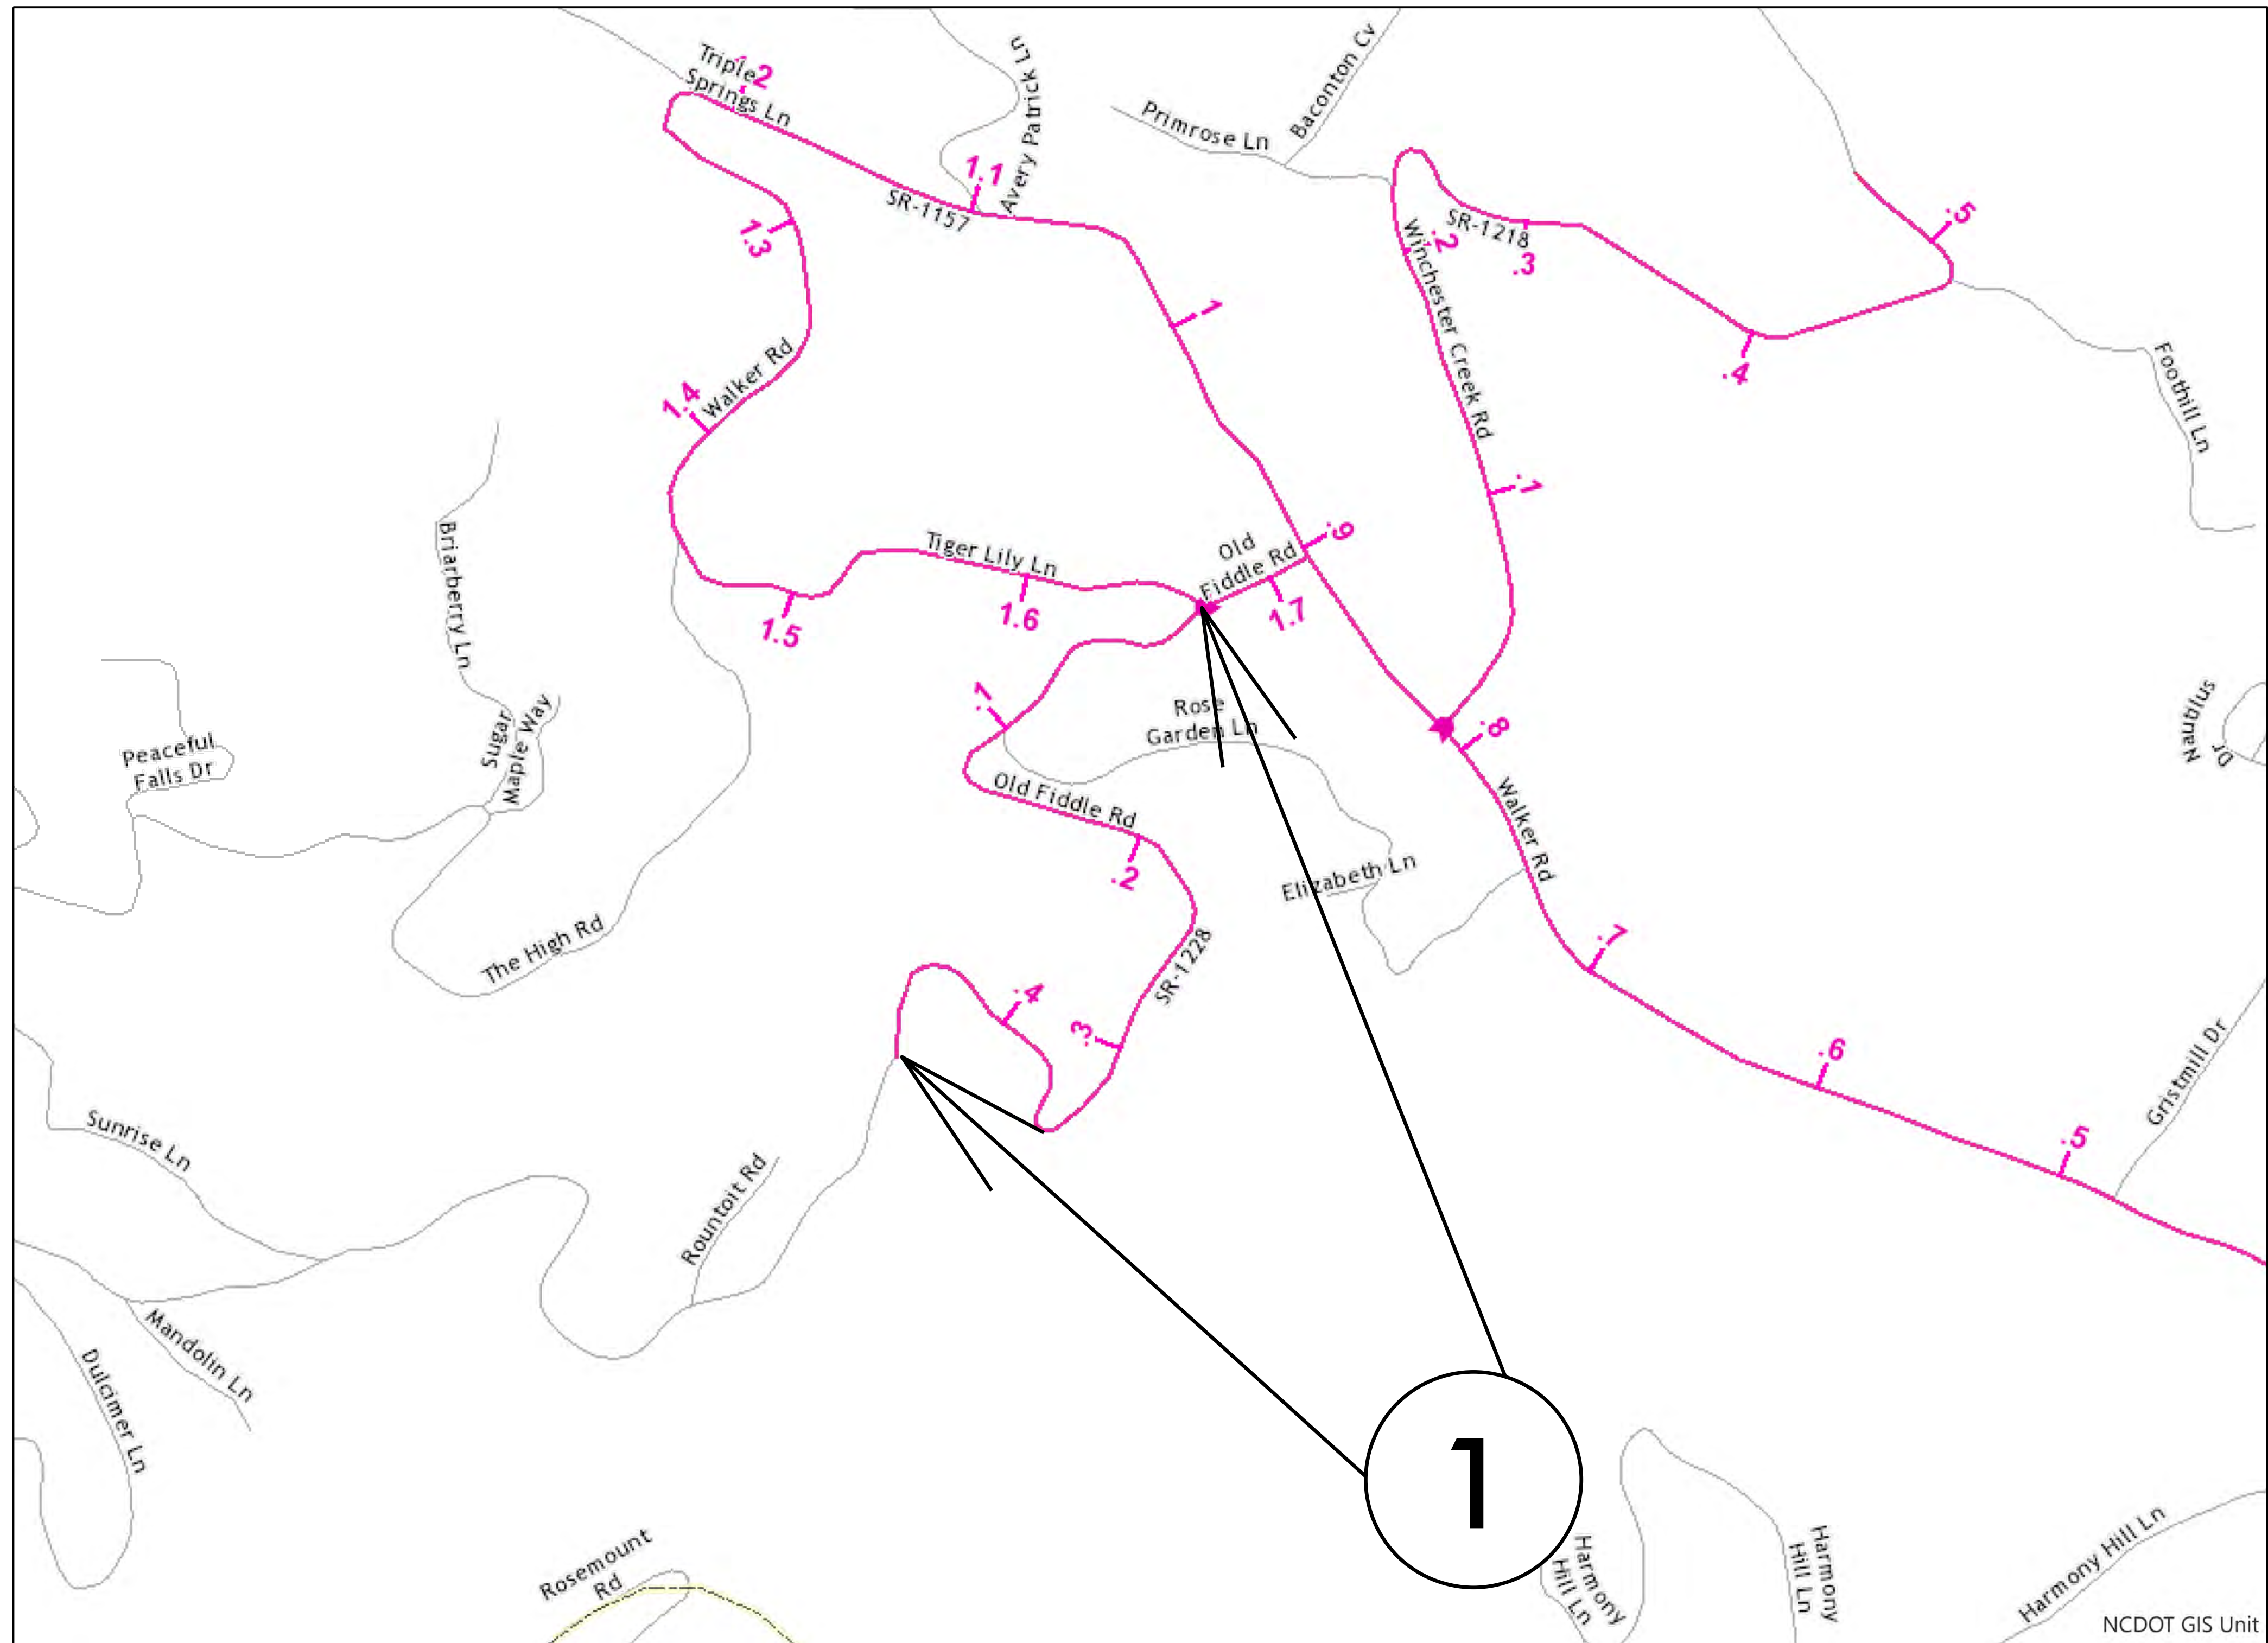 Triple
Springs Ln
1.2
Avery Patrick Ln
1.1
SR-1157
Primrose Ln
Baconton Cv
SR-1218
.2
.3
.5
Winchester Creek Rd
1.3
1
.4
Foothill Ln
Walker Rd
1.4
.1
Briarberry Ln
Tiger Lily Ln
Old
Fiddle Rd
.9
1.5
1.6
1.7
.1
Rose
Garden Ln
.8
Nautilus
Dr
Sugar
Maple Way
Peaceful
Falls Dr
Old Fiddle Rd
Walker Rd
.2
Elizabeth Ln
The High Rd
SR-1228
.7
.4
.3
.6
Gristmill Dr
.5
Sunrise Ln
Rountoit Rd
Mandolin Ln
Dulcimer Ln
1
Rosemount
Rd
Harmony
Hill Ln
Harmony
Hill Ln
Harmony Hill Ln
NCDOT GIS Unit